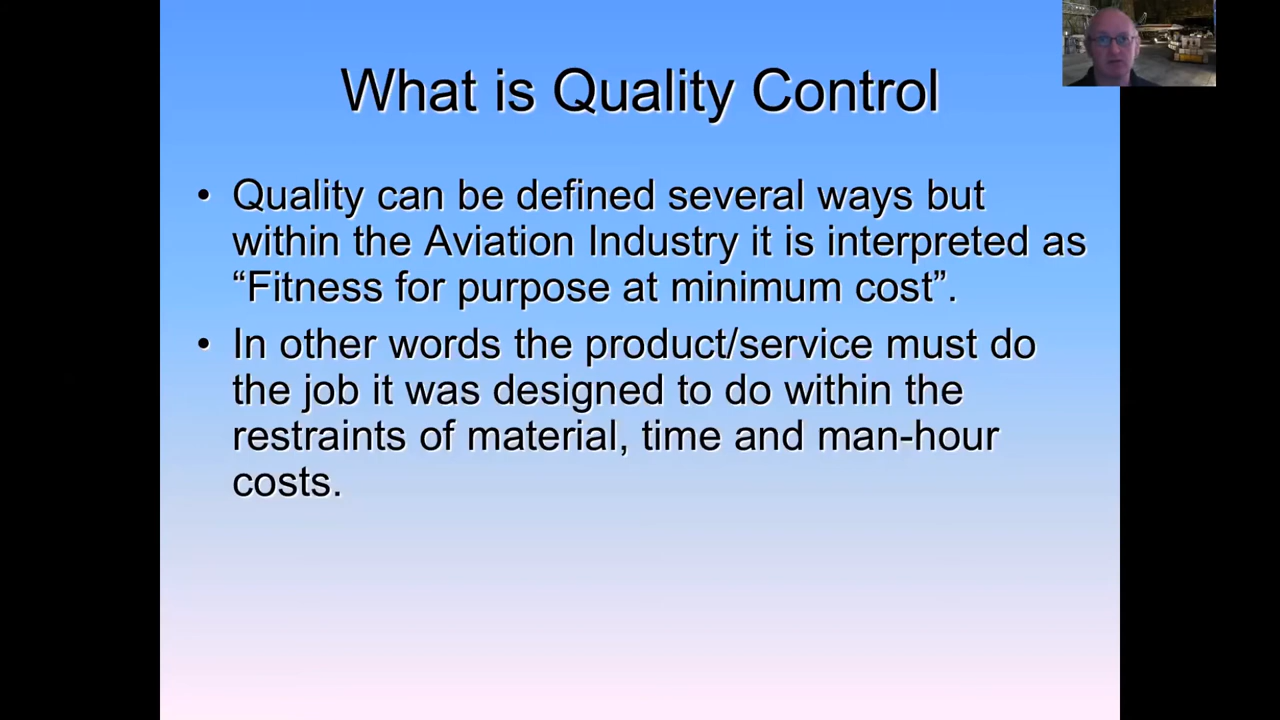 What is Quality Control
• Quality can be defined several ways but
within the Aviation Industry it is interpreted as
“Fitness for purpose at minimum cost”.
• In other words the product/service must do
the job it was designed to do within the
restraints of material, time and man-hour
costs.